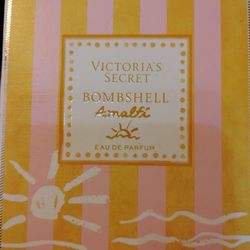 VICTORIA'S
SECRET
BOMBSHELL
Amalfi
EAU DE PARFUM